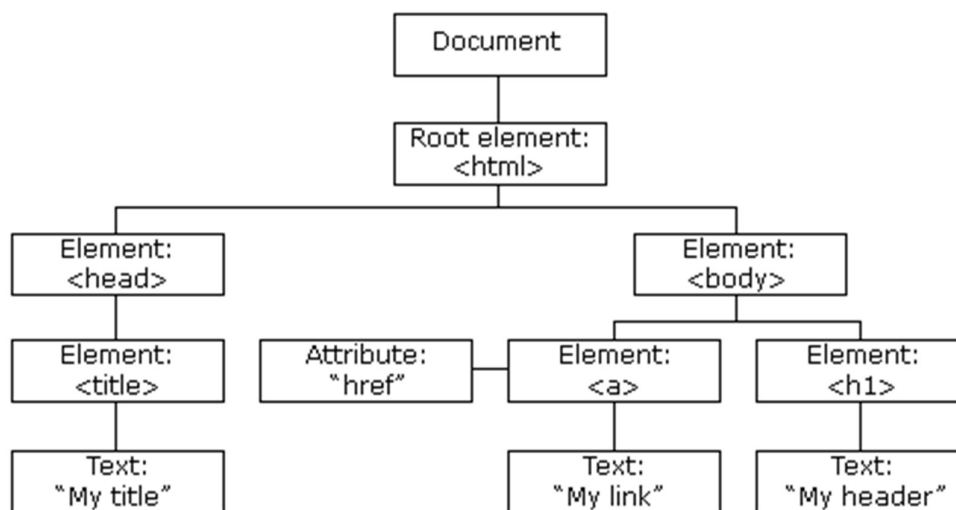 Document
Root element:
<html>
Element:
<head>
Element:
<body>
Element:
<title>
Attribute:
“href”
Element:
<a>
Element:
<h1>
Text:
“My title”
Text:
“My link”
Text:
“My header”